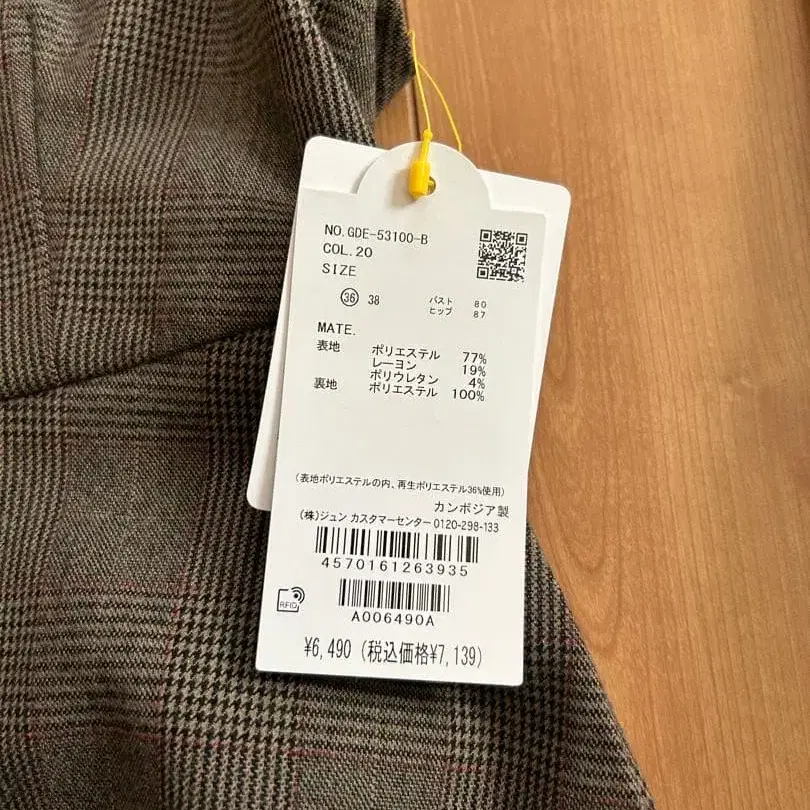 NO.GDE-53100-B
COL.20
SIZE
36 38 バスト 80
ヒップ 87
MATE.
表地 ポリエステル 77%
レーヨン 19%
ポリウレタン 4%
裏地 ポリエステル 100%
(表地ポリエステルの内、再生ポリエステル36%使用)
カンボジア製
(株)ジュン カスタマーセンター 0120-298-133
4570161263935
RFID
A006490A
¥6,490 (税込価格¥7,139)